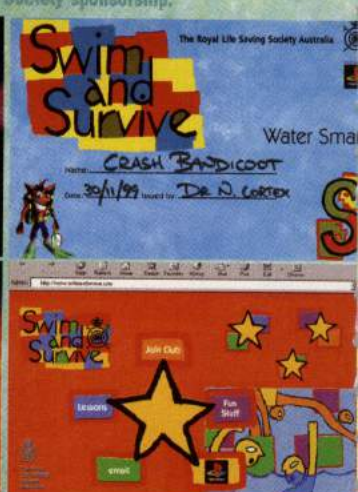 Society sponsorship.
The Royal Life Saving Society Australia
Swim
and
Survive
Water Smar
Name CRASH BANDICOOT
Date 30/11/99 Issued by DR N. CORTEX
S
Swim
and
Survive
Join Club
Lessons
Fun
Stuff
email